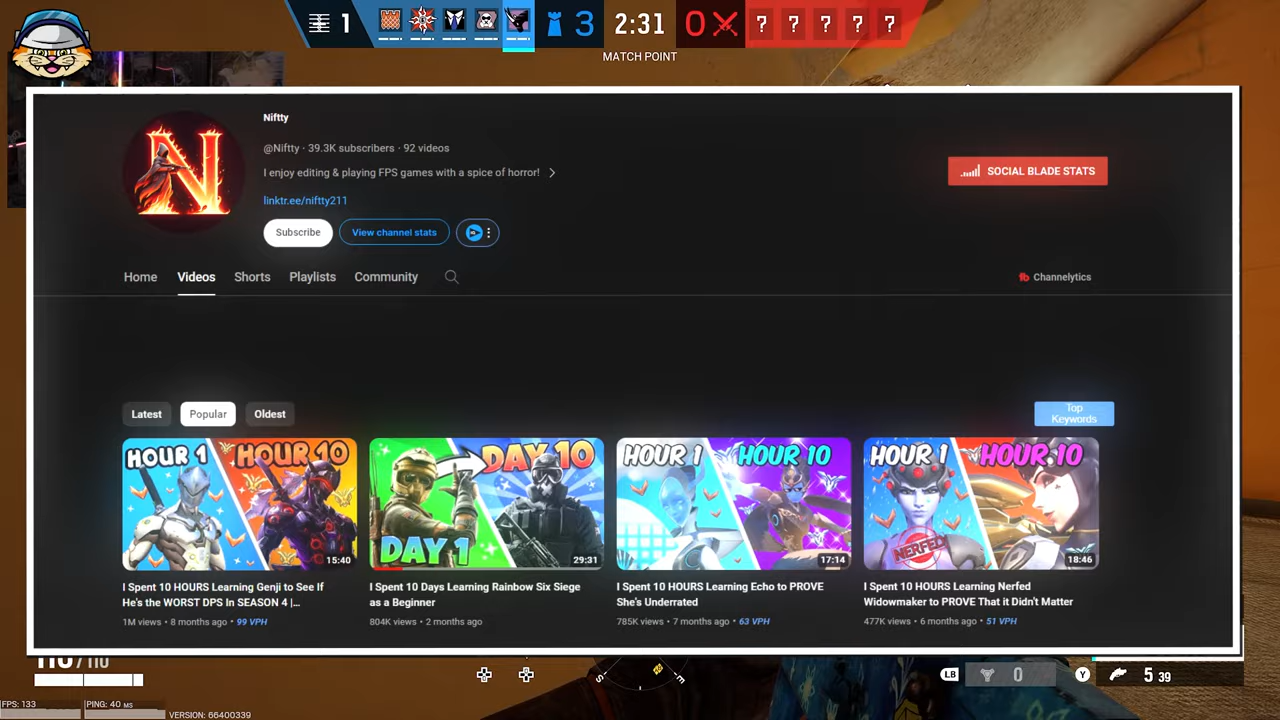 1
3
2:31
0
? ? ? ? ?
MATCH POINT
N
Niftty
@Niftty · 39.3K subscribers · 92 videos
I enjoy editing & playing FPS games with a spice of horror!
linktr.ee/niftty211
SOCIAL BLADE STATS
Subscribe
View channel stats
Home Videos Shorts Playlists Community
Channelytics
Latest Popular Oldest
Top
Keywords
HOUR 1 HOUR 10
15:40
DAY 10
DAY 1
29:31
HOUR 1 HOUR 10
17:14
HOUR 1 HOUR 10
NERFED
18:46
I Spent 10 HOURS Learning Genji to See If
He's the WORST DPS In SEASON 4 |...
1M views · 8 months ago · 99 VPH
I Spent 10 Days Learning Rainbow Six Siege
as a Beginner
804K views · 2 months ago
I Spent 10 HOURS Learning Echo to PROVE
She's Underrated
785K views · 7 months ago · 63 VPH
I Spent 10 HOURS Learning Nerfed
Widowmaker to PROVE That it Didn't Matter
477K views · 6 months ago · 51 VPH
110 / 110
S E
LB 0
Y 5 39
FPS: 133 PING: 40 MS VERSION: 66400339